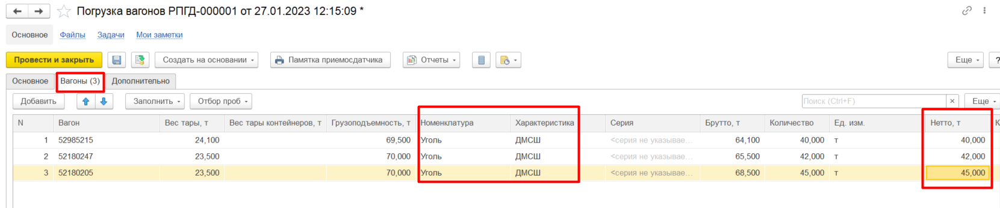 Погрузка вагонов РПГД-000001 от 27.01.2023 12:15:09 *
Основное Файлы Задачи Мои заметки
Провести и закрыть Создать на основании Памятка приемосдатчика Отчеты Еще ?
Основное Вагоны (3) Дополнительно
Добавить Заполнить Отбор проб Поиск (Ctrl+F) × Еще
N Вагон Вес тары, т Вес тары контейнеров, т Грузоподъемность, т Номенклатура Характеристика Серия Брутто, т Количество Ед. изм. Нетто, т К
1 52985215 24,100 69,500 Уголь ДМСШ <серия не указывае... 64,100 40,000 т 40,000
2 52180247 23,500 70,000 Уголь ДМСШ <серия не указывае... 65,500 42,000 т 42,000
3 52180205 23,500 70,000 Уголь ДМСШ <серия не указывае... 68,500 45,000 т 45,000